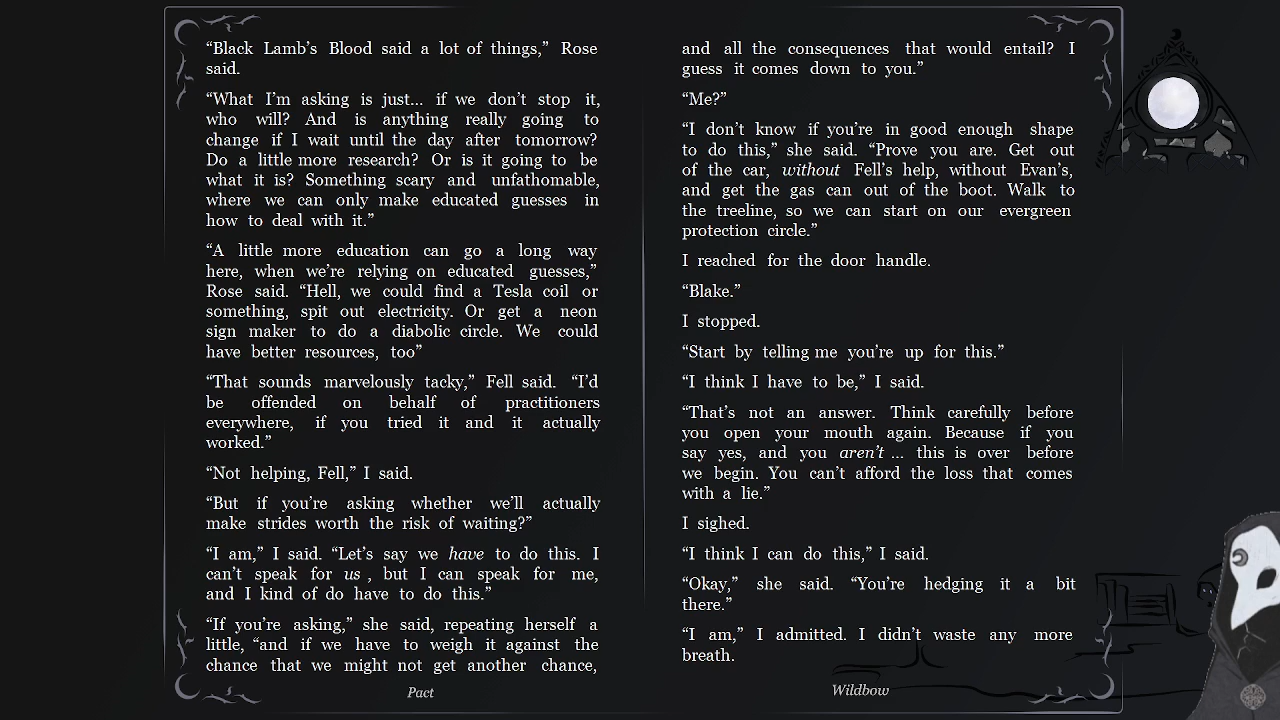 “Black Lamb’s Blood said a lot of things,” Rose
said.
“What I’m asking is just... if we don’t stop it,
who will? And is anything really going to
change if I wait until the day after tomorrow?
Do a little more research? Or is it going to be
what it is? Something scary and unfathomable,
where we can only make educated guesses in
how to deal with it.”
“A little more education can go a long way
here, when we’re relying on educated guesses,”
Rose said. “Hell, we could find a Tesla coil or
something, spit out electricity. Or get a neon
sign maker to do a diabolic circle. We could
have better resources, too”
“That sounds marvelously tacky,” Fell said. “I’d
be offended on behalf of practitioners
everywhere, if you tried it and it actually
worked.”
“Not helping, Fell,” I said.
“But if you’re asking whether we’ll actually
make strides worth the risk of waiting?”
“I am,” I said. “Let’s say we have to do this. I
can’t speak for us , but I can speak for me,
and I kind of do have to do this.”
“If you’re asking,” she said, repeating herself a
little, “and if we have to weigh it against the
chance that we might not get another chance,
Pact
and all the consequences that would entail? I
guess it comes down to you.”
“Me?”
“I don’t know if you’re in good enough shape
to do this,” she said. “Prove you are. Get out
of the car, without Fell’s help, without Evan’s,
and get the gas can out of the boot. Walk to
the treeline, so we can start on our evergreen
protection circle.”
I reached for the door handle.
“Blake.”
I stopped.
“Start by telling me you’re up for this.”
“I think I have to be,” I said.
“That’s not an answer. Think carefully before
you open your mouth again. Because if you
say yes, and you aren’t ... this is over before
we begin. You can’t afford the loss that comes
with a lie.”
I sighed.
“I think I can do this,” I said.
“Okay,” she said. “You’re hedging it a bit
there.”
“I am,” I admitted. I didn’t waste any more
breath.
Wildbow